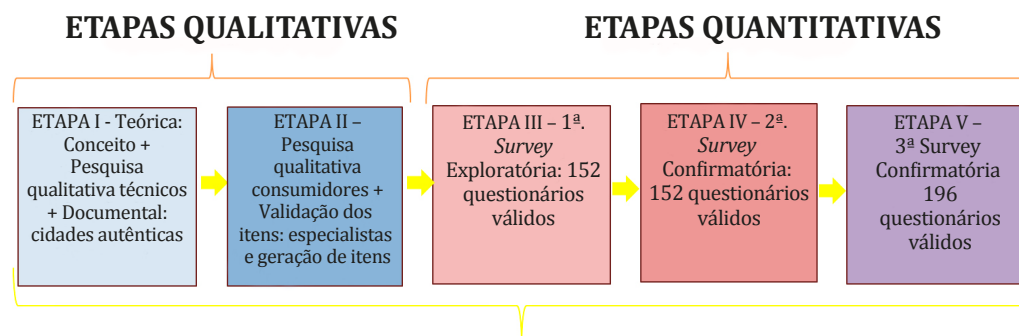 ETAPAS QUALITATIVAS
ETAPAS QUANTITATIVAS
ETAPA I - Teórica:
Conceito +
Pesquisa
qualitativa técnicos
+ Documental:
cidades autênticas
ETAPA II –
Pesquisa
qualitativa
consumidores +
Validação dos
itens: especialistas
e geração de itens
ETAPA III – 1ª.
Survey
Exploratória: 152
questionários
válidos
ETAPA IV – 2ª.
Survey
Confirmatória:
152 questionários
válidos
ETAPA V –
3ª Survey
Confirmatória
196
questionários
válidos